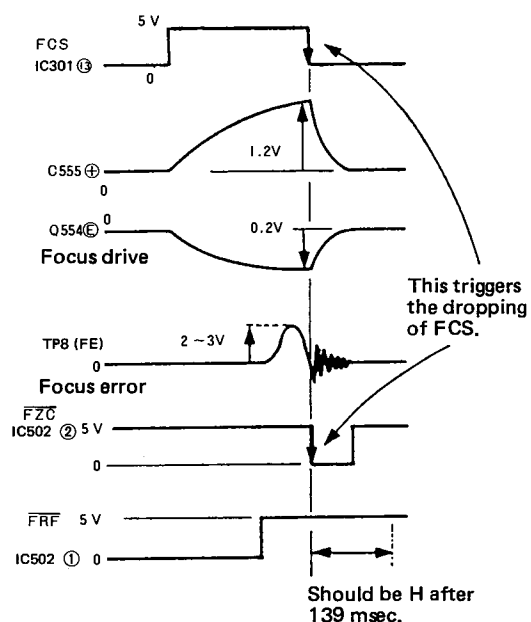 5 V
FCS
IC301 ⑬
0
1.2V
C555 ⊕
0
0
Q554 Ⓔ
0.2V
Focus drive
This triggers
the dropping
of FCS.
2 ~3V
TP8 (FE)
0
Focus error
FZC
IC502 ② 5 V
0
FRF 5 V
IC502 ① 0
Should be H after
139 msec.